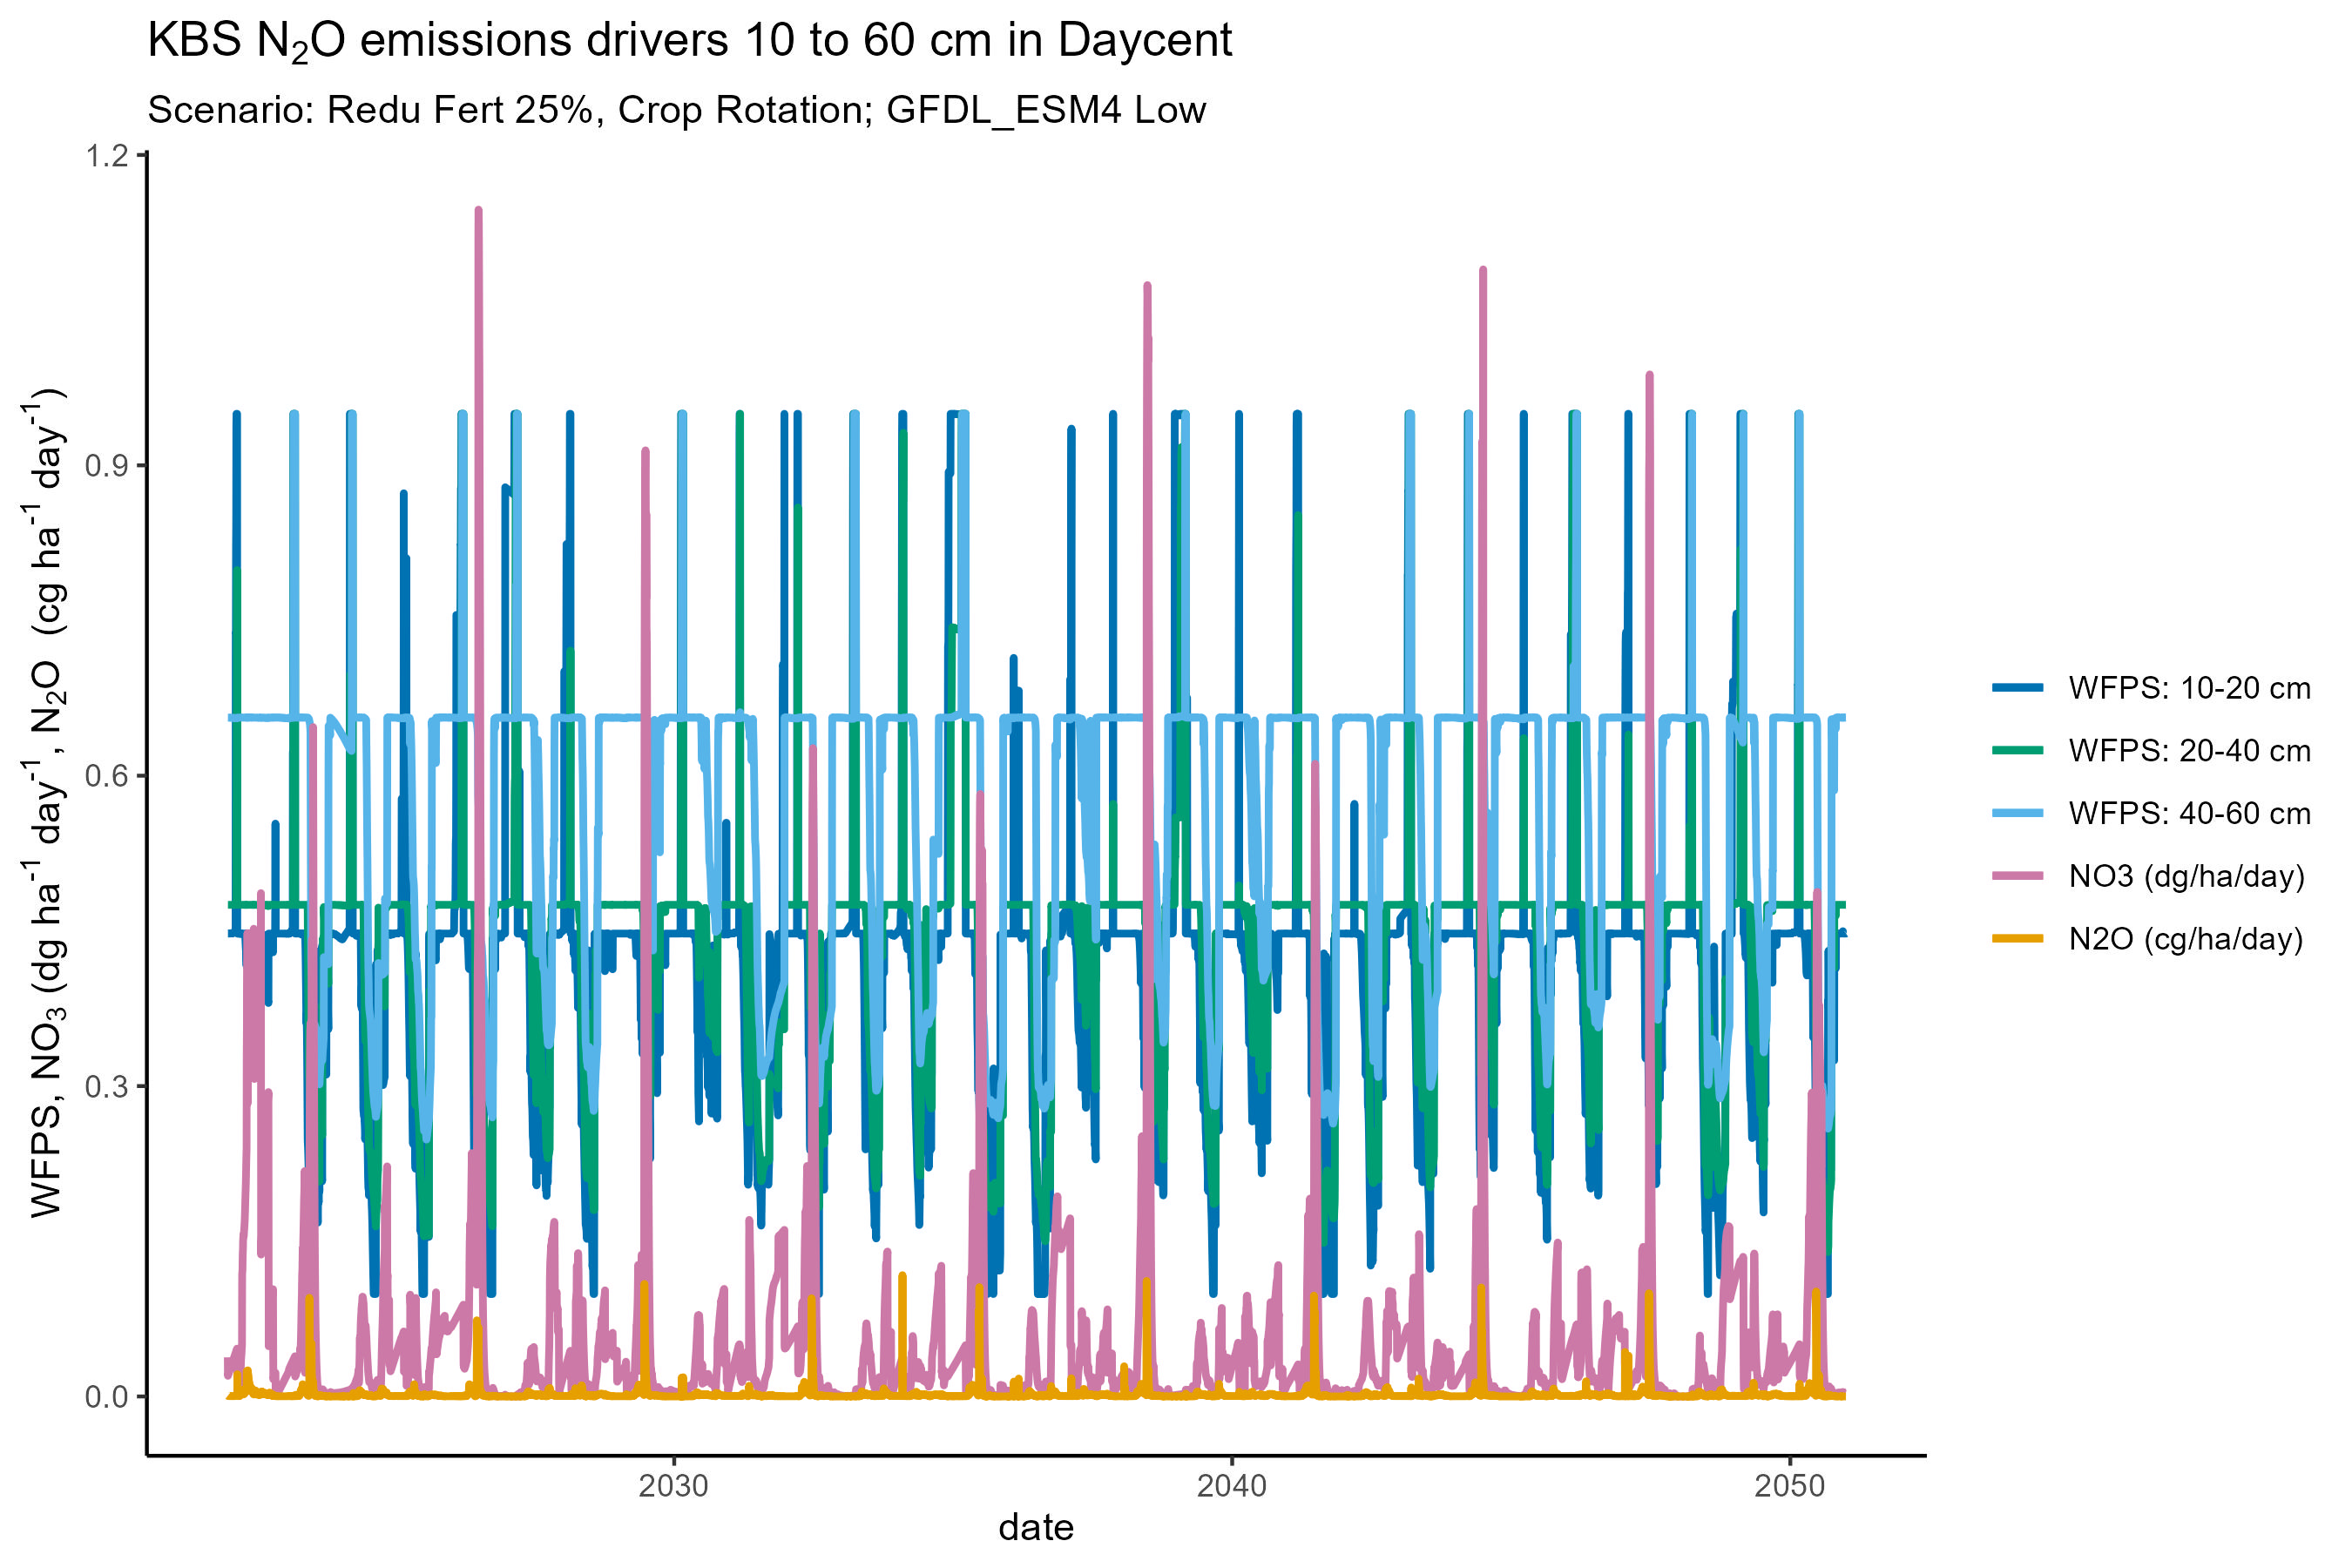 KBS N₂O emissions drivers 10 to 60 cm in Daycent
Scenario: Redu Fert 25%, Crop Rotation; GFDL_ESM4 Low
WFPS, NO₃ (dg ha⁻¹ day⁻¹, N₂O (cg ha⁻¹ day⁻¹)
1.2
0.9
0.6
0.3
0.0
2030
2040
2050
date
WFPS: 10-20 cm
WFPS: 20-40 cm
WFPS: 40-60 cm
NO3 (dg/ha/day)
N2O (cg/ha/day)